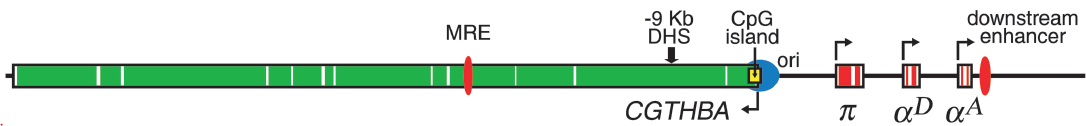 MRE
-9 Kb
DHS
CpG
island
ori
downstream
enhancer
CGTHBA
π
αD
αA